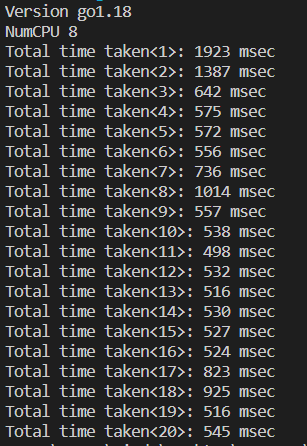 Version go1.18
NumCPU 8
Total time taken<1>: 1923 msec
Total time taken<2>: 1387 msec
Total time taken<3>: 642 msec
Total time taken<4>: 575 msec
Total time taken<5>: 572 msec
Total time taken<6>: 556 msec
Total time taken<7>: 736 msec
Total time taken<8>: 1014 msec
Total time taken<9>: 557 msec
Total time taken<10>: 538 msec
Total time taken<11>: 498 msec
Total time taken<12>: 532 msec
Total time taken<13>: 516 msec
Total time taken<14>: 530 msec
Total time taken<15>: 527 msec
Total time taken<16>: 524 msec
Total time taken<17>: 823 msec
Total time taken<18>: 925 msec
Total time taken<19>: 516 msec
Total time taken<20>: 545 msec